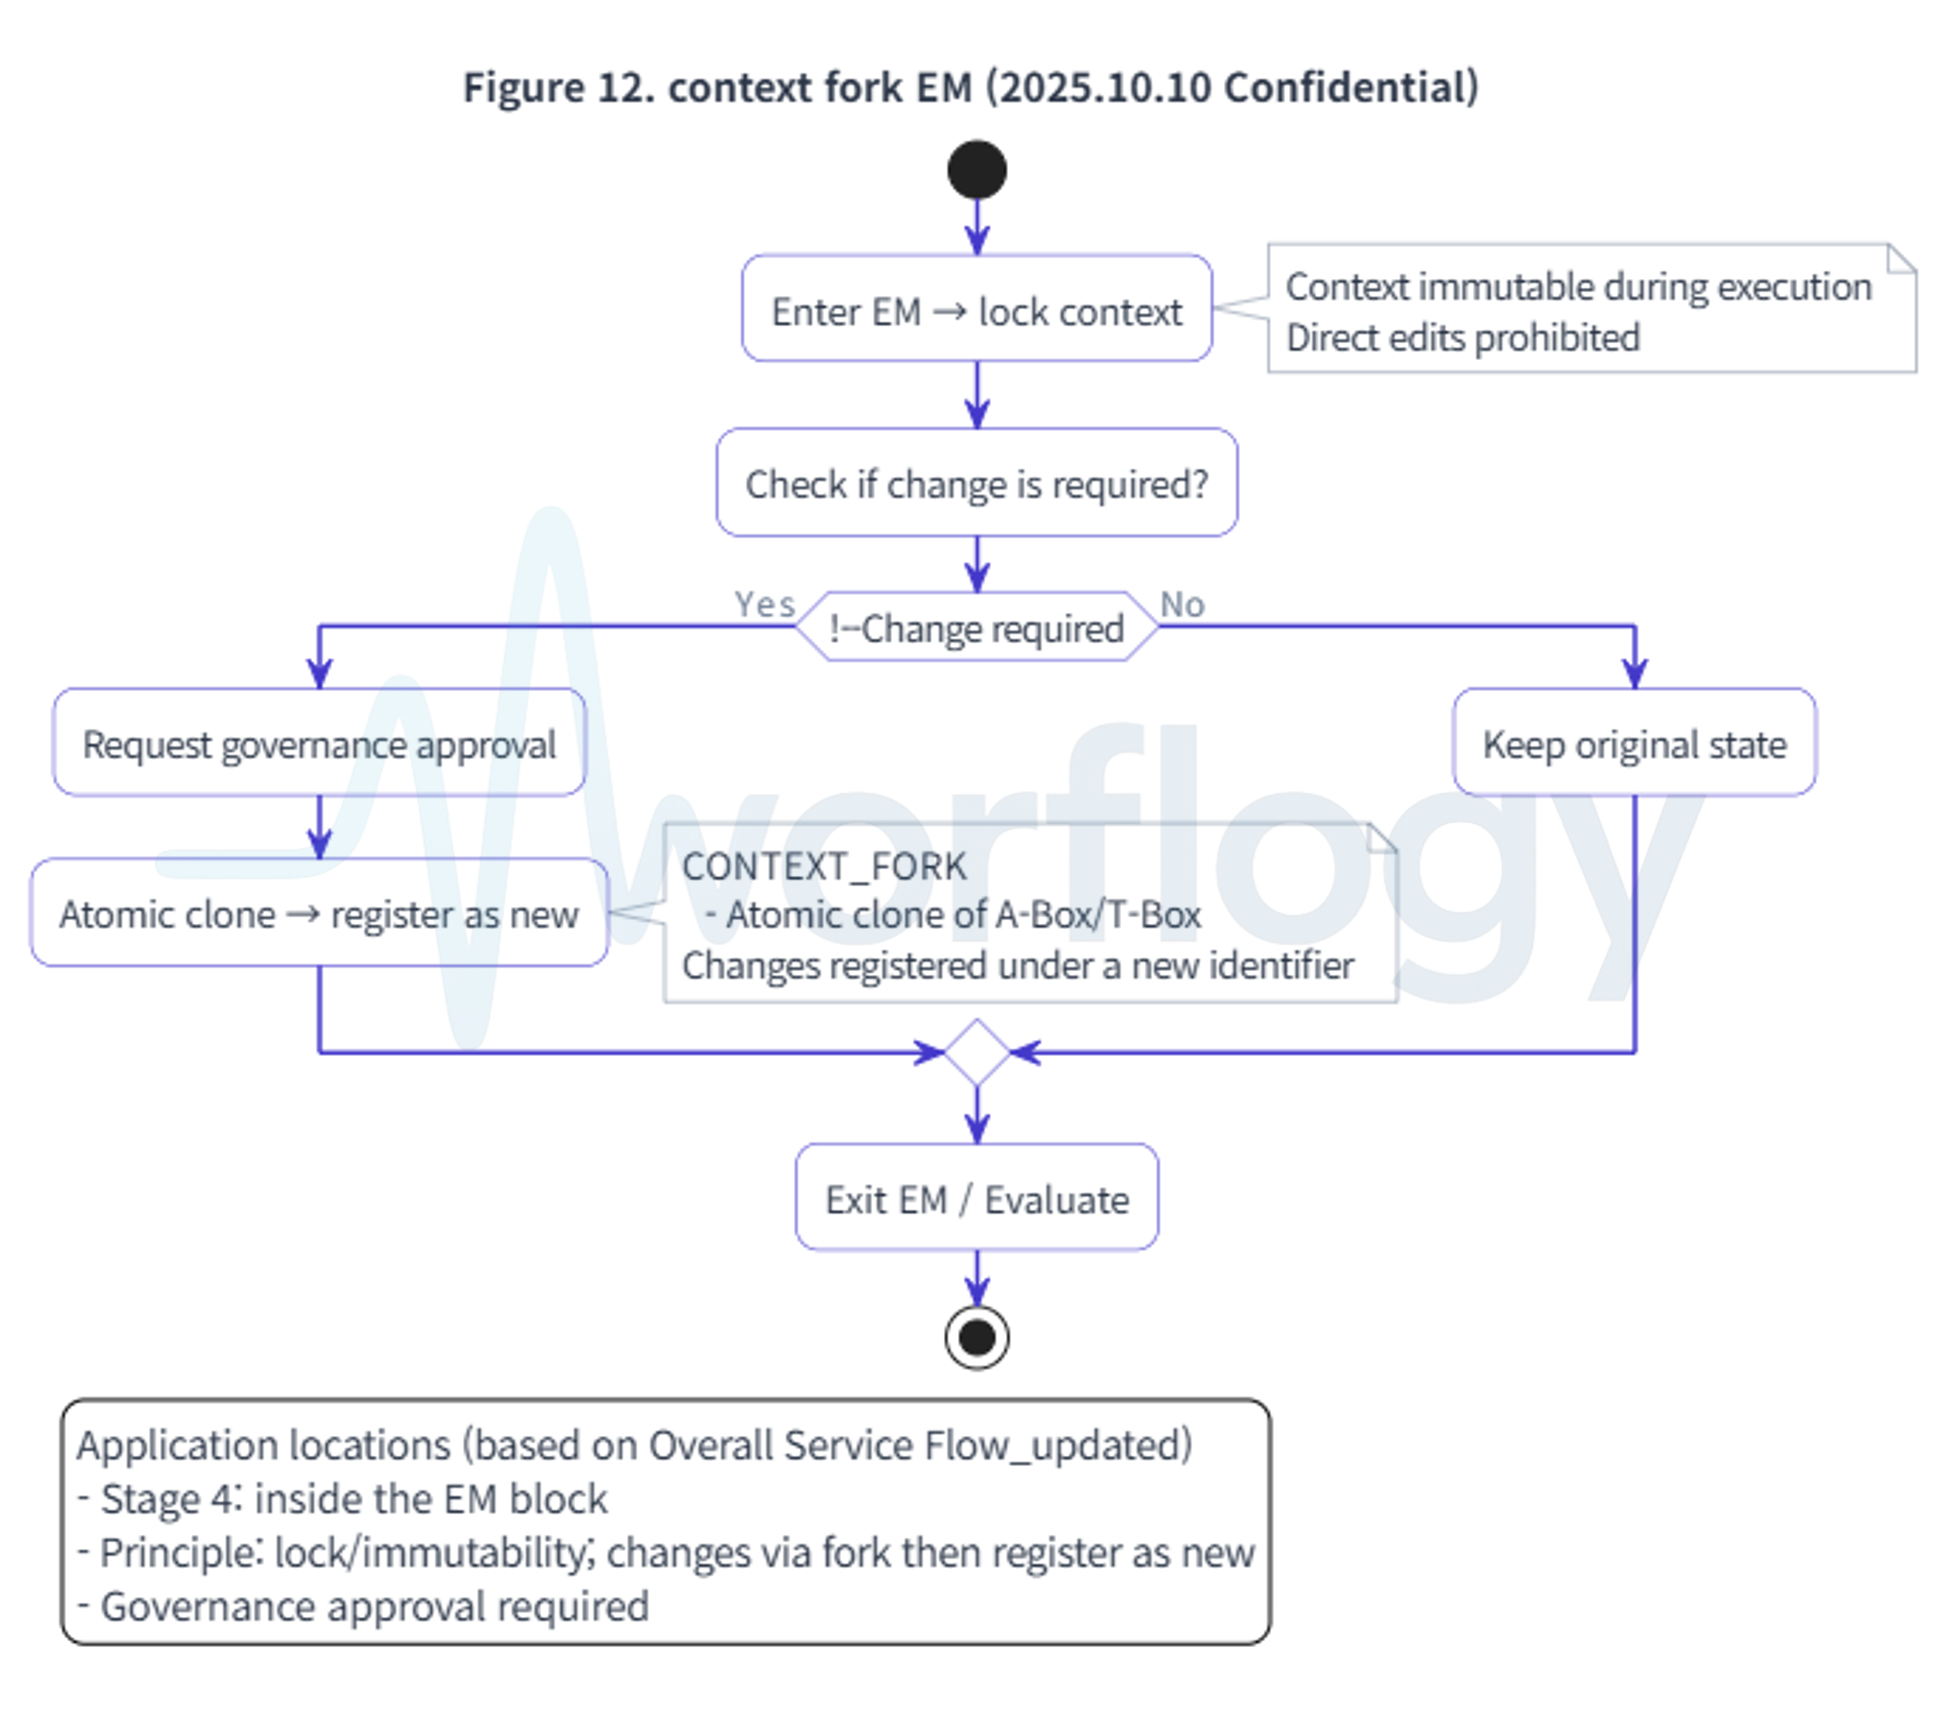 Figure 12. context fork EM (2025.10.10 Confidential)
Enter EM → lock context
Context immutable during execution
Direct edits prohibited
Check if change is required?
Yes
!--Change required
No
Request governance approval
Keep original state
Atomic clone → register as new
CONTEXT_FORK
- Atomic clone of A-Box/T-Box
Changes registered under a new identifier
worflogy
Exit EM / Evaluate
Application locations (based on Overall Service Flow_updated)
- Stage 4: inside the EM block
- Principle: lock/immutability; changes via fork then register as new
- Governance approval required